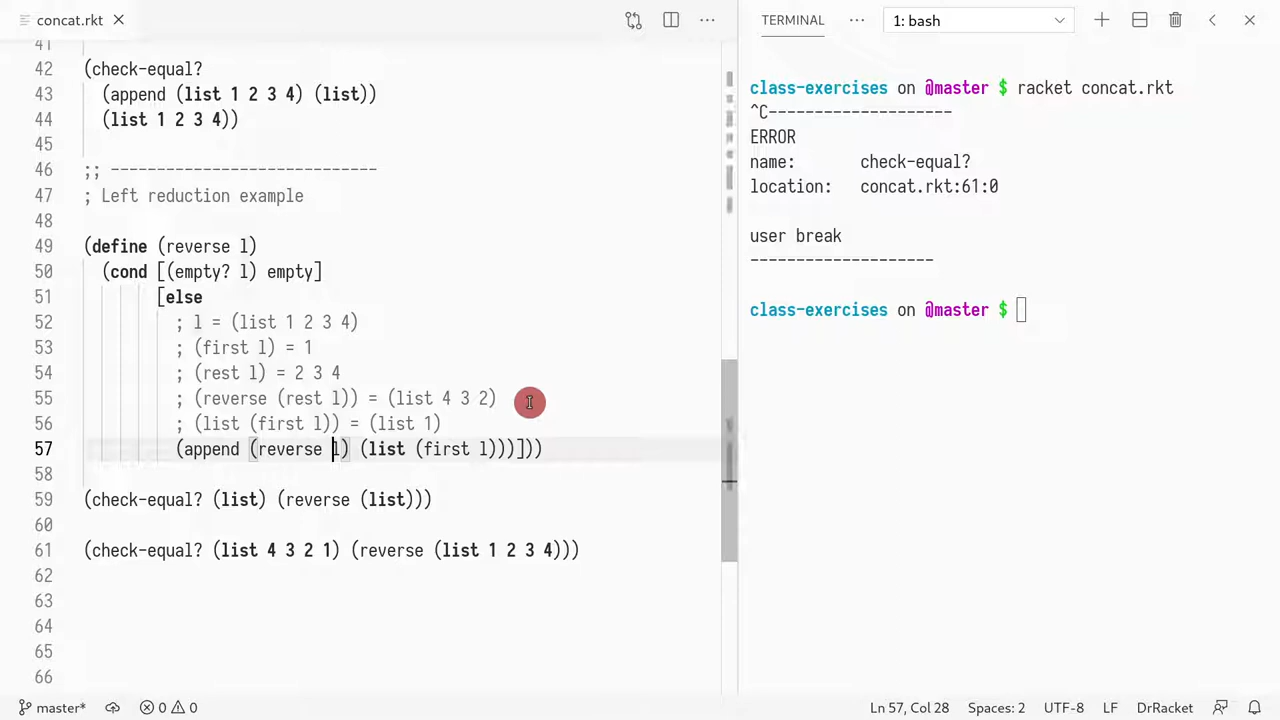 concat.rkt
41
42 (check-equal?
43 (append (list 1 2 3 4) (list))
44 (list 1 2 3 4))
45
46 ;; -----------------------------
47 ; Left reduction example
48
49 (define (reverse l)
50 (cond [(empty? l) empty]
51 [else
52 ; l = (list 1 2 3 4)
53 ; (first l) = 1
54 ; (rest l) = 2 3 4
55 ; (reverse (rest l)) = (list 4 3 2)
56 ; (list (first l)) = (list 1)
57 (append (reverse l) (list (first l)))]))
58
59 (check-equal? (list) (reverse (list)))
60
61 (check-equal? (list 4 3 2 1) (reverse (list 1 2 3 4)))
62
63
64
65
66
TERMINAL
1: bash
class-exercises on @master $ racket concat.rkt
^C--------------------
ERROR
name: check-equal?
location: concat.rkt:61:0
user break
--------------------
class-exercises on @master $
master* 0 0 Ln 57, Col 28 Spaces: 2 UTF-8 LF DrRacket